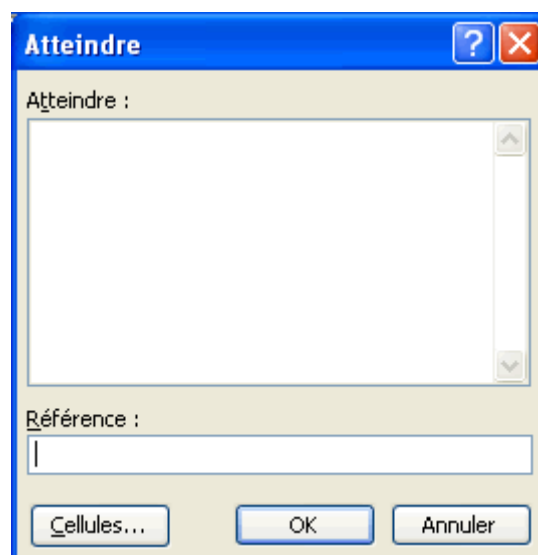 Atteindre
Atteindre :
Référence :
Cellules... OK Annuler